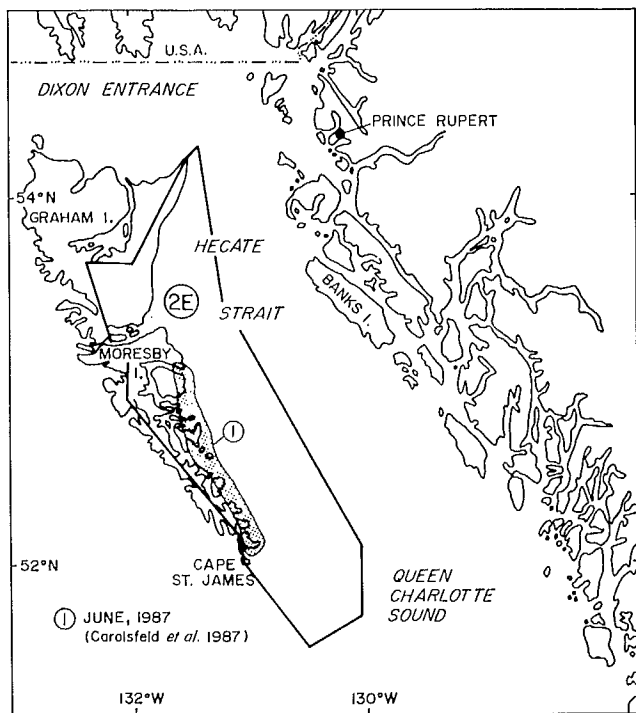 U.S.A.
DIXON ENTRANCE
PRINCE RUPERT
54°N
GRAHAM I.
HECATE
STRAIT
2E
BANKS I.
MORESBY
I.
1
52°N
CAPE
ST. JAMES
QUEEN
CHARLOTTE
SOUND
1 JUNE, 1987
(Carolsfeld et al. 1987)
132°W
130°W